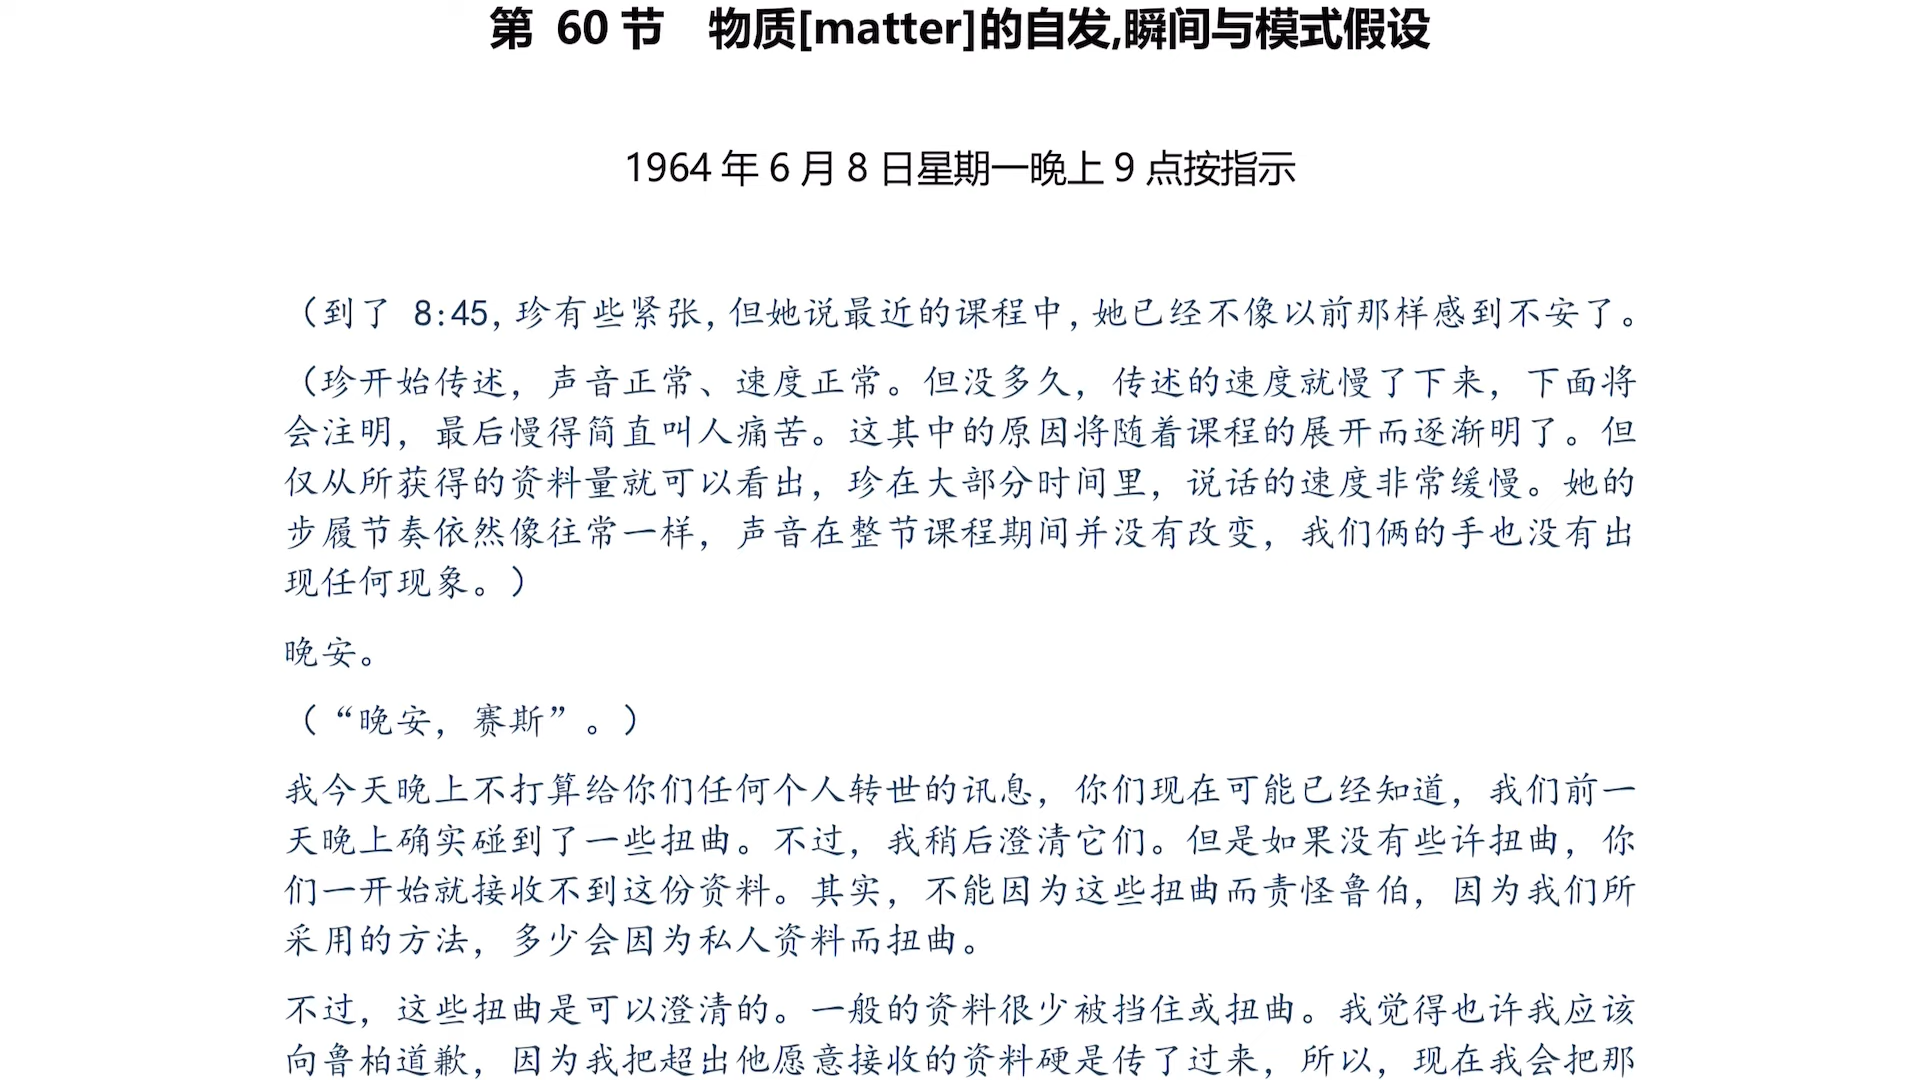 第 60 节 物质[matter]的自发,瞬间与模式假设
1964 年 6 月 8 日星期一晚上 9 点按指示
（到了 8:45, 珍有些紧张, 但她说最近的课程中, 她已经不像以前那样感到不安了。
（珍开始传述，声音正常、速度正常。但没多久，传述的速度就慢了下来，下面将
会注明，最后慢得简直叫人痛苦。这其中的原因将随着课程的展开而逐渐明了。但
仅从所获得的资料量就可以看出，珍在大部分时间里，说话的速度非常缓慢。她的
步履节奏依然像往常一样，声音在整节课程期间并没有改变，我们俩的手也没有出
现任何现象。）
晚安。
（“晚安，赛斯”。）
我今天晚上不打算给你们任何个人转世的讯息，你们现在可能已经知道，我们前一
天晚上确实碰到了一些扭曲。不过，我稍后澄清它们。但是如果没有些许扭曲，你
们一开始就接收不到这份资料。其实，不能因为这些扭曲而责怪鲁伯，因为我们所
采用的方法，多少会因为私人资料而扭曲。
不过，这些扭曲是可以澄清的。一般的资料很少被挡住或扭曲。我觉得也许我应该
向鲁柏道歉，因为我把超出他愿意接收的资料硬是传了过来，所以，现在我会把那